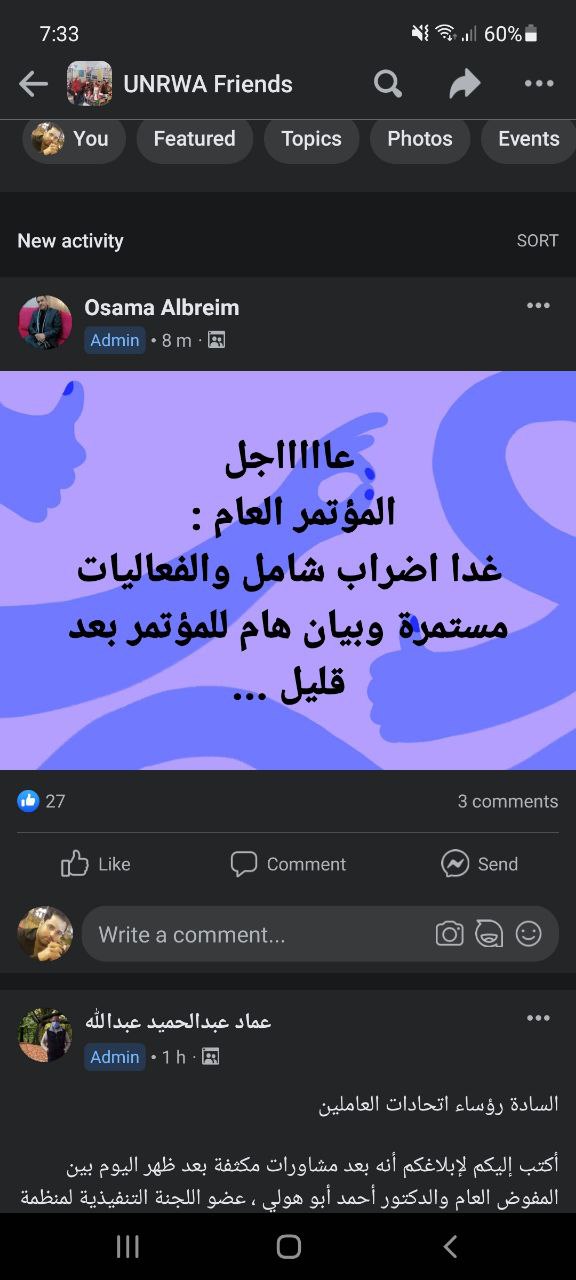 7:33
60%
UNRWA Friends
You
Featured
Topics
Photos
Events
New activity
SORT
Osama Albreim
Admin • 8 m ·
عاااااجل
المؤتمر العام :
غدا اضراب شامل والفعاليات
مستمرة وبيان هام للمؤتمر بعد
قليل ...
27
3 comments
Like
Comment
Send
Write a comment...
عماد عبدالحميد عبدالله
Admin • 1 h ·
السادة رؤساء اتحادات العاملين
أكتب إليكم لإبلاغكم أنه بعد مشاورات مكثفة بعد ظهر اليوم بين
المفوض العام والدكتور أحمد أبو هولي ، عضو اللجنة التنفيذية لمنظمة